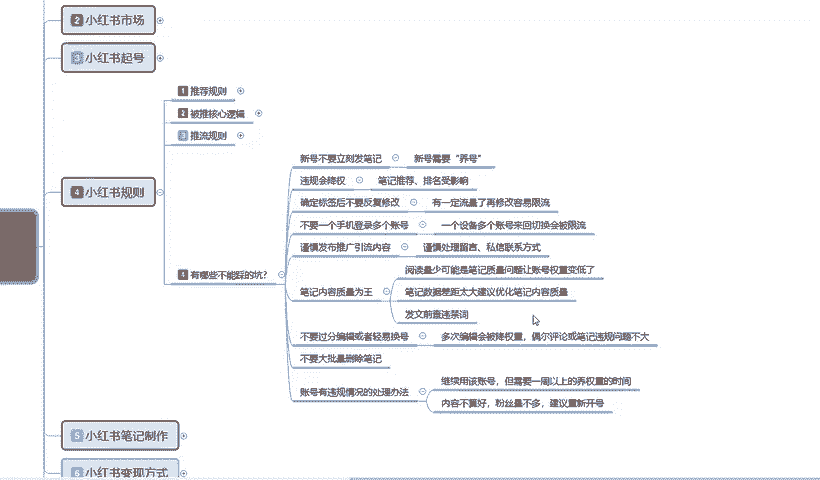 2 小红书市场
3 小红书起号
1 推荐规则
2 被推核心逻辑
3 推流规则
4 小红书规则
4 有哪些不能踩的坑?
新号不要立刻发笔记 新号需要“养号”
违规会降权 笔记推荐、排名受影响
确定标签后不要反复修改 有一定流量了再修改容易限流
不要一个手机登录多个账号 一个设备多个账号来回切换会被限流
谨慎发布推广引流内容 谨慎处理留言、私信联系方式
笔记内容质量为王
阅读量少可能是笔记质量问题让账号权重变低了
笔记数据差距太大建议优化笔记内容质量
发文前查违禁词
不要过分编辑或者轻易换号 多次编辑会被降权重，偶尔评论或笔记违规问题不大
不要大批量删除笔记
账号有违规情况的处理办法
继续用该账号，但需要一周以上的养权重的时间
内容不算好，粉丝量不多，建议重新开号
5 小红书笔记制作
6 小红书变现方式